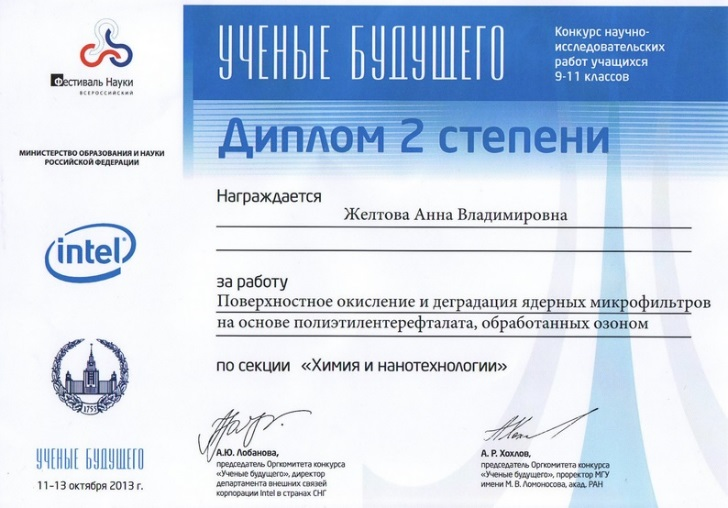 Фестиваль Науки
ВСЕРОССИЙСКИЙ
МИНИСТЕРСТВО ОБРАЗОВАНИЯ И НАУКИ
РОССИЙСКОЙ ФЕДЕРАЦИИ
intel
1755
УЧЕНЫЕ БУДУЩЕГО
11-13 октября 2013 г.
УЧЕНЫЕ БУДУЩЕГО
Конкурс научно-
исследовательских
работ учащихся
9-11 классов
Диплом 2 степени
Награждается
Желтова Анна Владимировна
за работу
Поверхностное окисление и деградация ядерных микрофильтров
на основе полиэтилентерефталата, обработанных озоном
по секции «Химия и нанотехнологии»
А.Ю. Лобанова,
председатель Оргкомитета конкурса
«Ученые будущего», директор
департамента внешних связей
корпорации Intel в странах СНГ
А. Р. Хохлов,
председатель Оргкомитета конкурса
«Ученые будущего», проректор МГУ
имени М. В. Ломоносова, акад. РАН